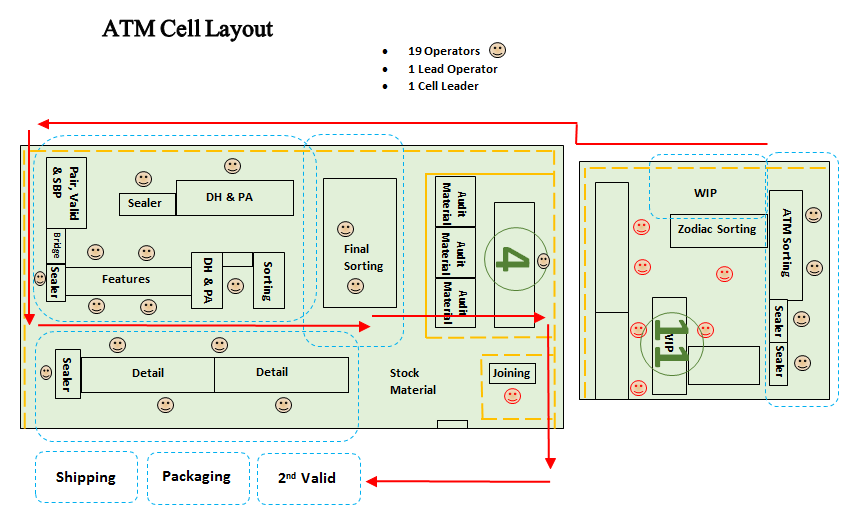 ATM Cell Layout
• 19 Operators
• 1 Lead Operator
• 1 Cell Leader
Pair, Valid
& SBP
Sealer
DH & PA
Bridge
Sealer
Features
DH & PA
Sorting
Final
Sorting
Audit
Material
Audit
Material
Audit
Material
4
WIP
Zodiac Sorting
ATM Sorting
Sealer
Sealer
WIP
11
Sealer
Detail
Detail
Stock
Material
Joining
Shipping
Packaging
2nd Valid